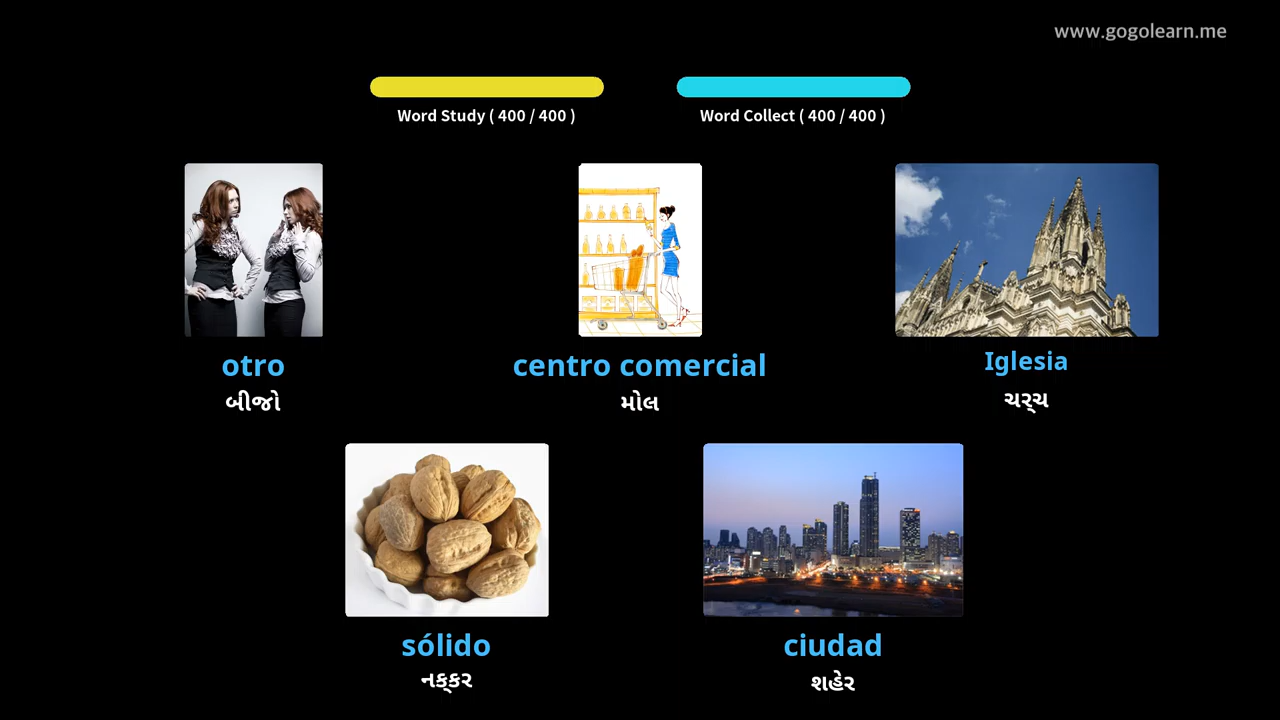 www.gogolearn.me
Word Study ( 400 / 400 )
Word Collect ( 400 / 400 )
otro
બીજો
centro comercial
મોલ
Iglesia
ચર્ચ
sólido
નક્કર
ciudad
શહેર